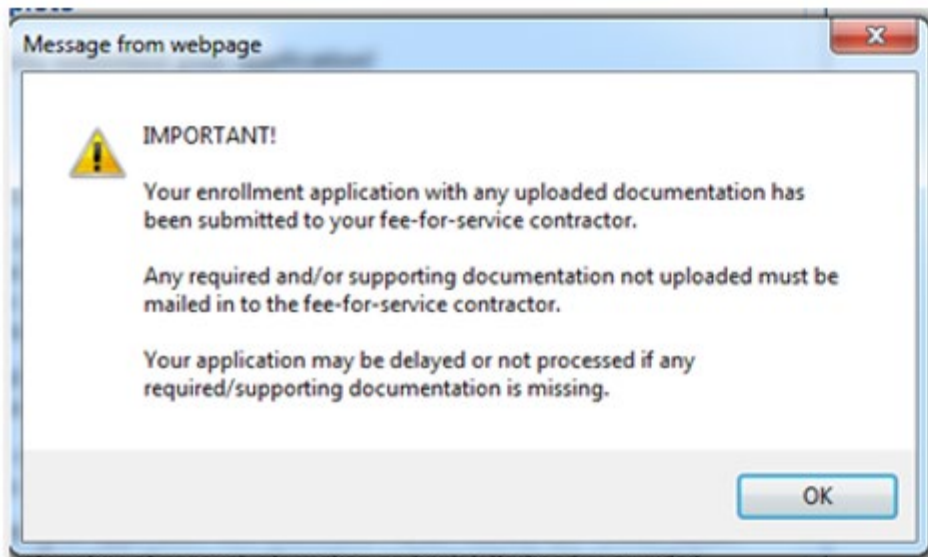 Message from webpage
IMPORTANT!
Your enrollment application with any uploaded documentation has
been submitted to your fee-for-service contractor.
Any required and/or supporting documentation not uploaded must be
mailed in to the fee-for-service contractor.
Your application may be delayed or not processed if any
required/supporting documentation is missing.
OK